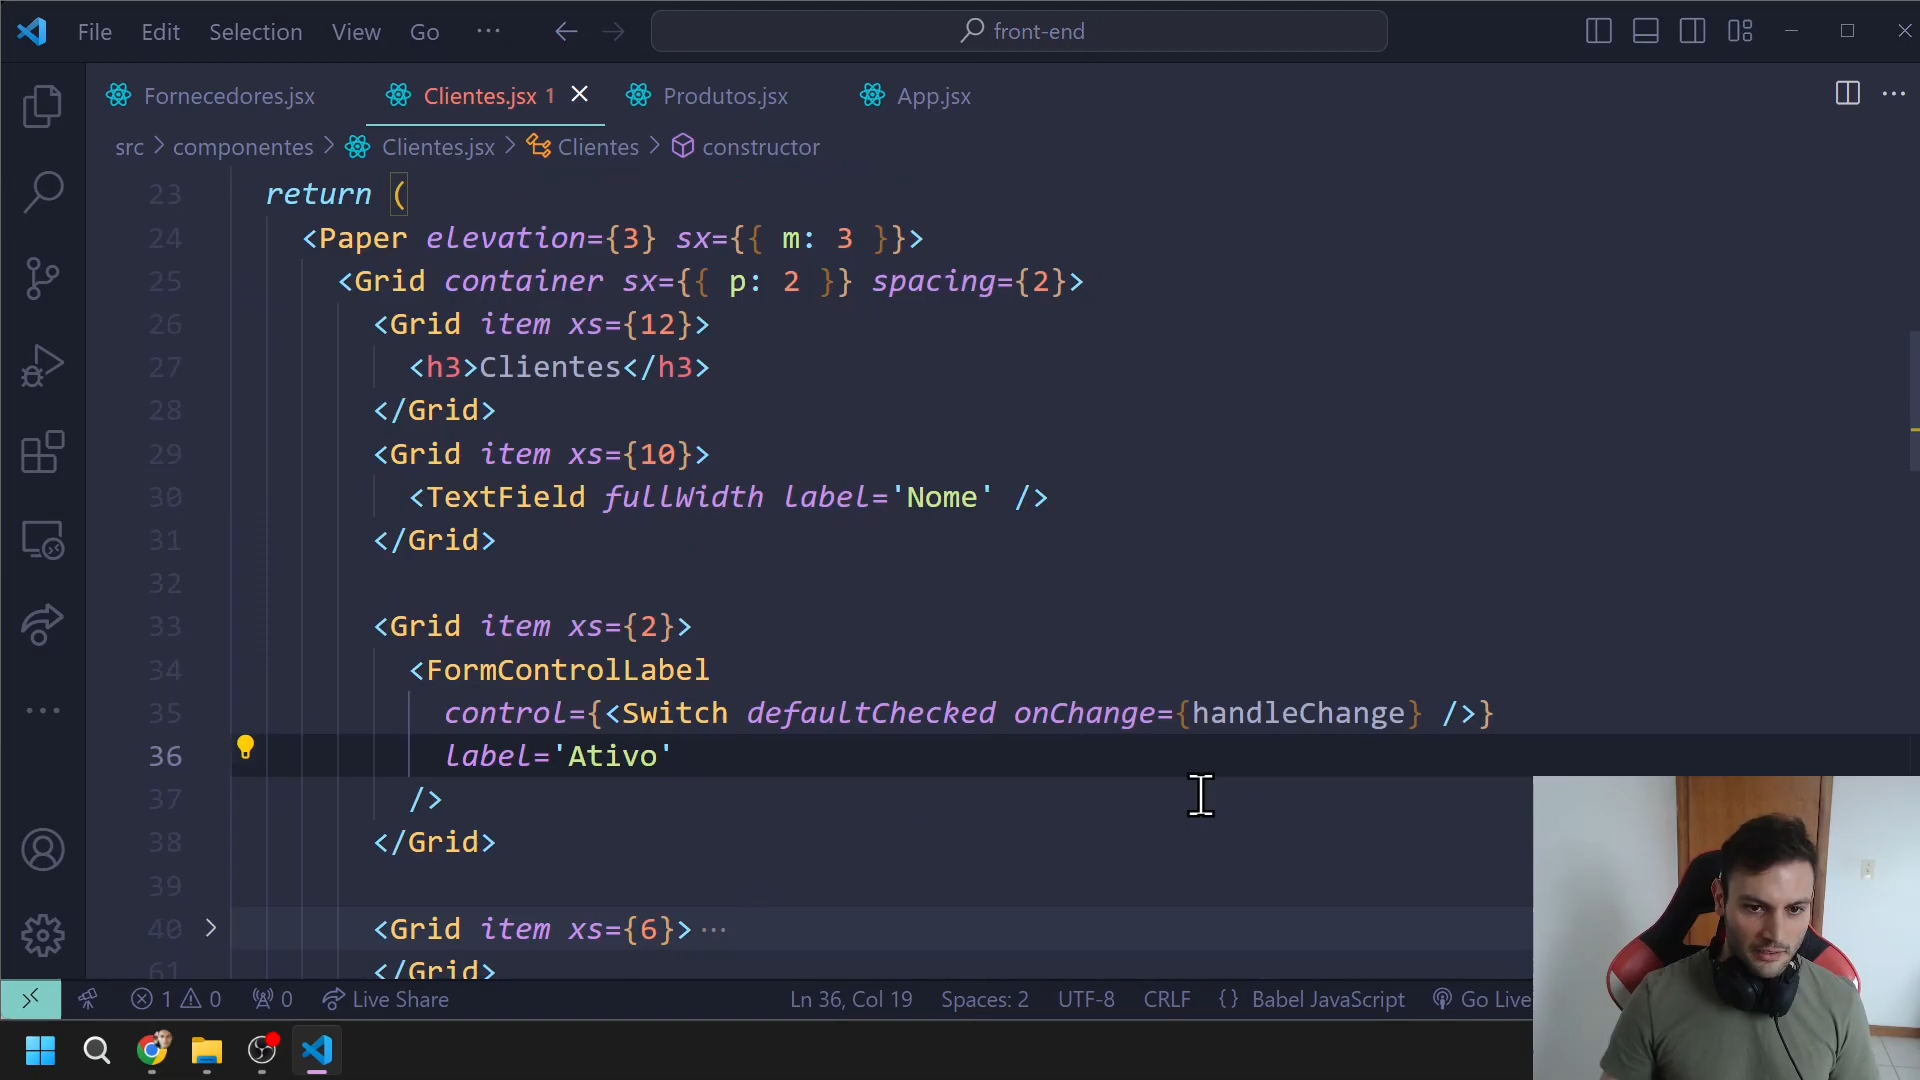 File Edit Selection View Go ··· front-end
Fornecedores.jsx Clientes.jsx 1 Produtos.jsx App.jsx
src > componentes > Clientes.jsx > Clientes > constructor
23 return (
24 <Paper elevation={3} sx={{ m: 3 }}>
25 <Grid container sx={{ p: 2 }} spacing={2}>
26 <Grid item xs={12}>
27 <h3>Clientes</h3>
28 </Grid>
29 <Grid item xs={10}>
30 <TextField fullWidth label='Nome' />
31 </Grid>
32
33 <Grid item xs={2}>
34 <FormControlLabel
35 control={<Switch defaultChecked onChange={handleChange} />}
36 label='Ativo'
37 />
38 </Grid>
39
40 <Grid item xs={6}>···
61 </Grid>
1 0 0 Live Share Ln 36, Col 19 Spaces: 2 UTF-8 CRLF {} Babel JavaScript Go Live